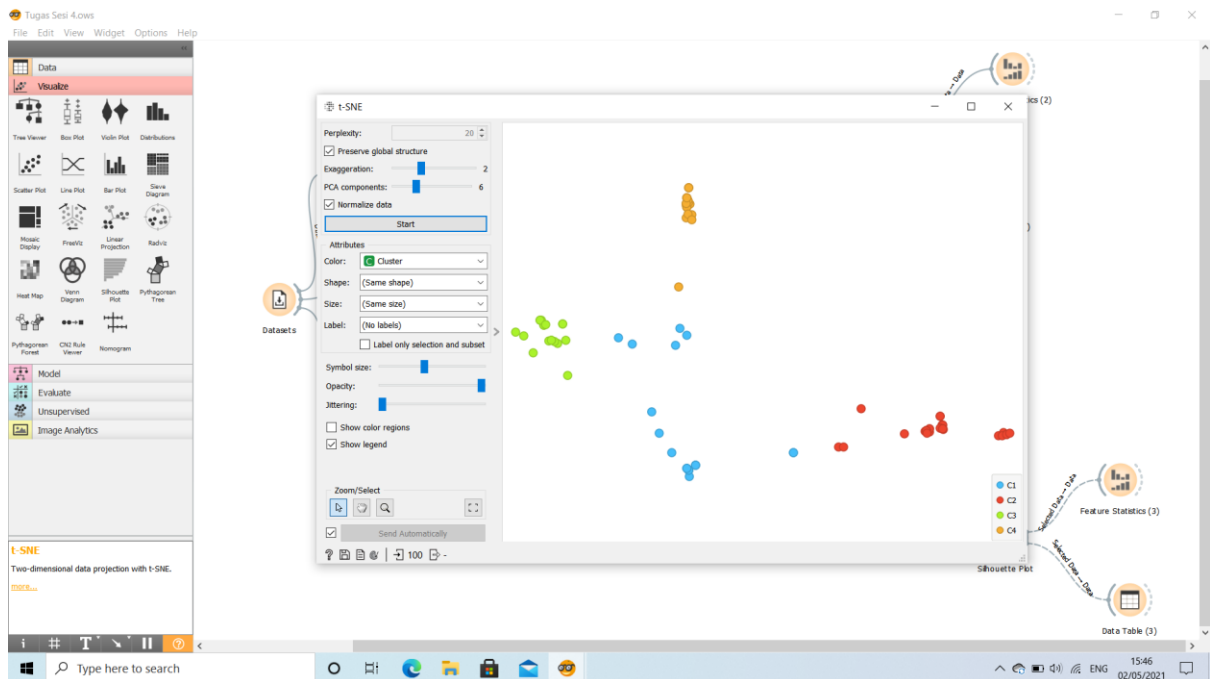 Tugas Sesi 4.ows
File Edit View Widget Options Help
Data
Visualize
Tree Viewer Box Plot Violin Plot Distributions
Scatter Plot Line Plot Bar Plot Sieve Diagram
Mosaic Display FreeViz Linear Projection Radviz
Heat Map Venn Diagram Silhouette Plot Pythagorean Tree
Pythagorean Forest CN2 Rule Viewer Nomogram
Model
Evaluate
Unsupervised
Image Analytics
t-SNE
Two-dimensional data projection with t-SNE.
more...
Datasets
t-SNE
Perplexity: 20
Preserve global structure
Exaggeration: 2
PCA components: 6
Normalize data
Start
Attributes
Color: C Cluster
Shape: (Same shape)
Size: (Same size)
Label: (No labels)
Label only selection and subset
Symbol size:
Opacity:
Jittering:
Show color regions
Show legend
Zoom/Select
Send Automatically
100 -
C1
C2
C3
C4
Data
tics (2)
Selected Data → Data
Feature Statistics (3)
Silhouette Plot
Selected Data → Data
Data Table (3)
Type here to search
ENG
15:46
02/05/2021